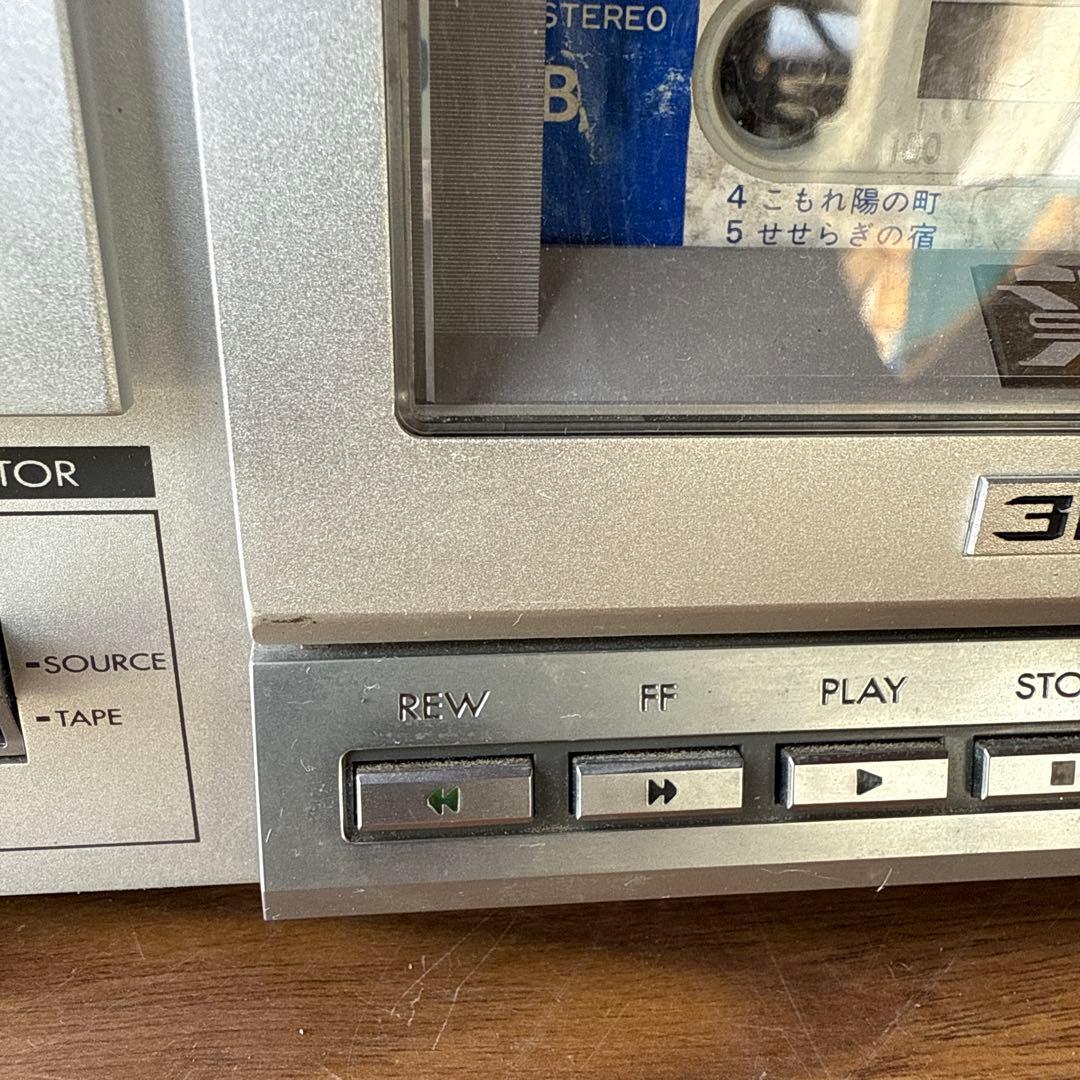 STEREO
B
100
4 こもれ陽の町
5 せせらぎの宿
TOR
SOURCE
TAPE
REW FF PLAY STO